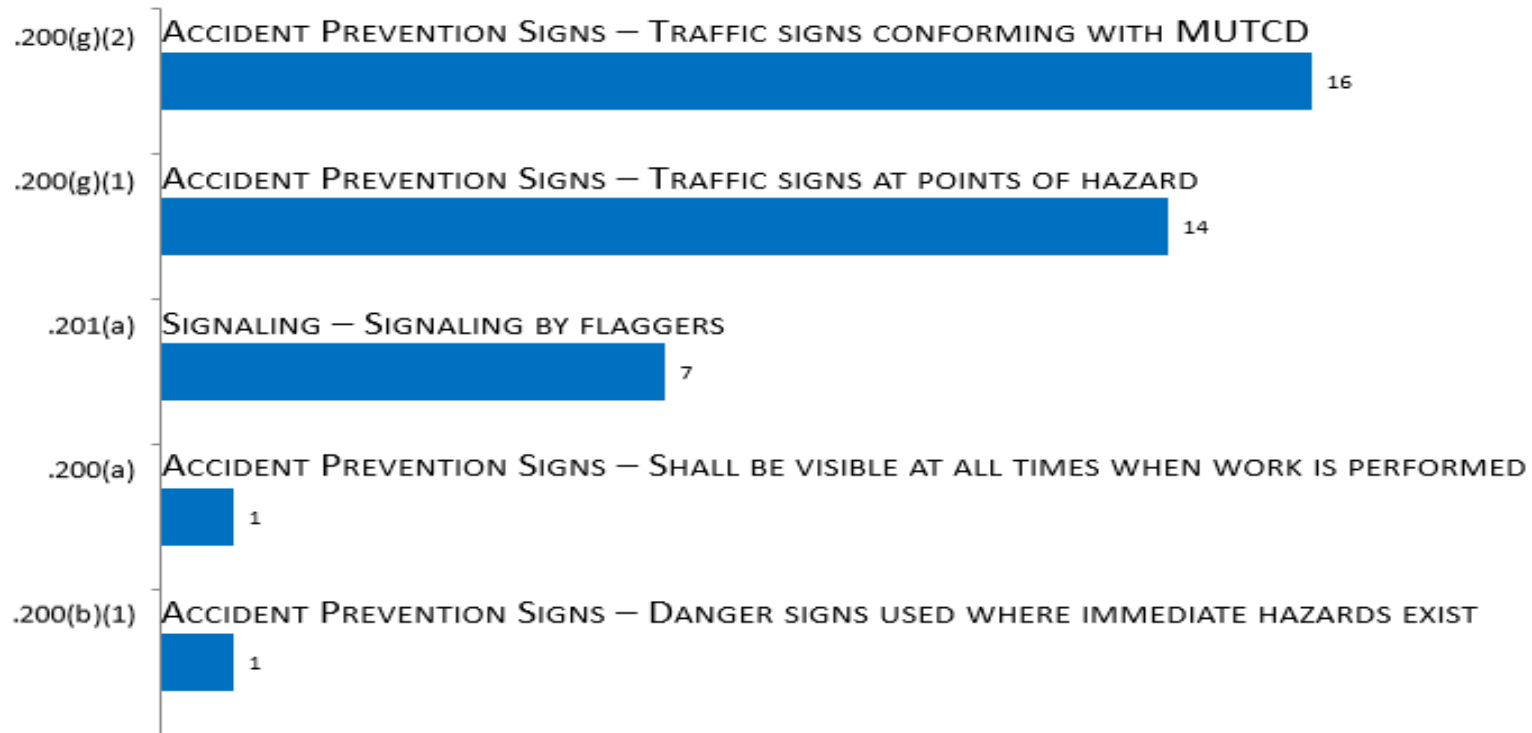 .200(g)(2) Accident Prevention Signs – Traffic signs conforming with MUTCD
16
.200(g)(1) Accident Prevention Signs – Traffic signs at points of hazard
14
.201(a) Signaling – Signaling by flaggers
7
.200(a) Accident Prevention Signs – Shall be visible at all times when work is performed
1
.200(b)(1) Accident Prevention Signs – Danger signs used where immediate hazards exist
1